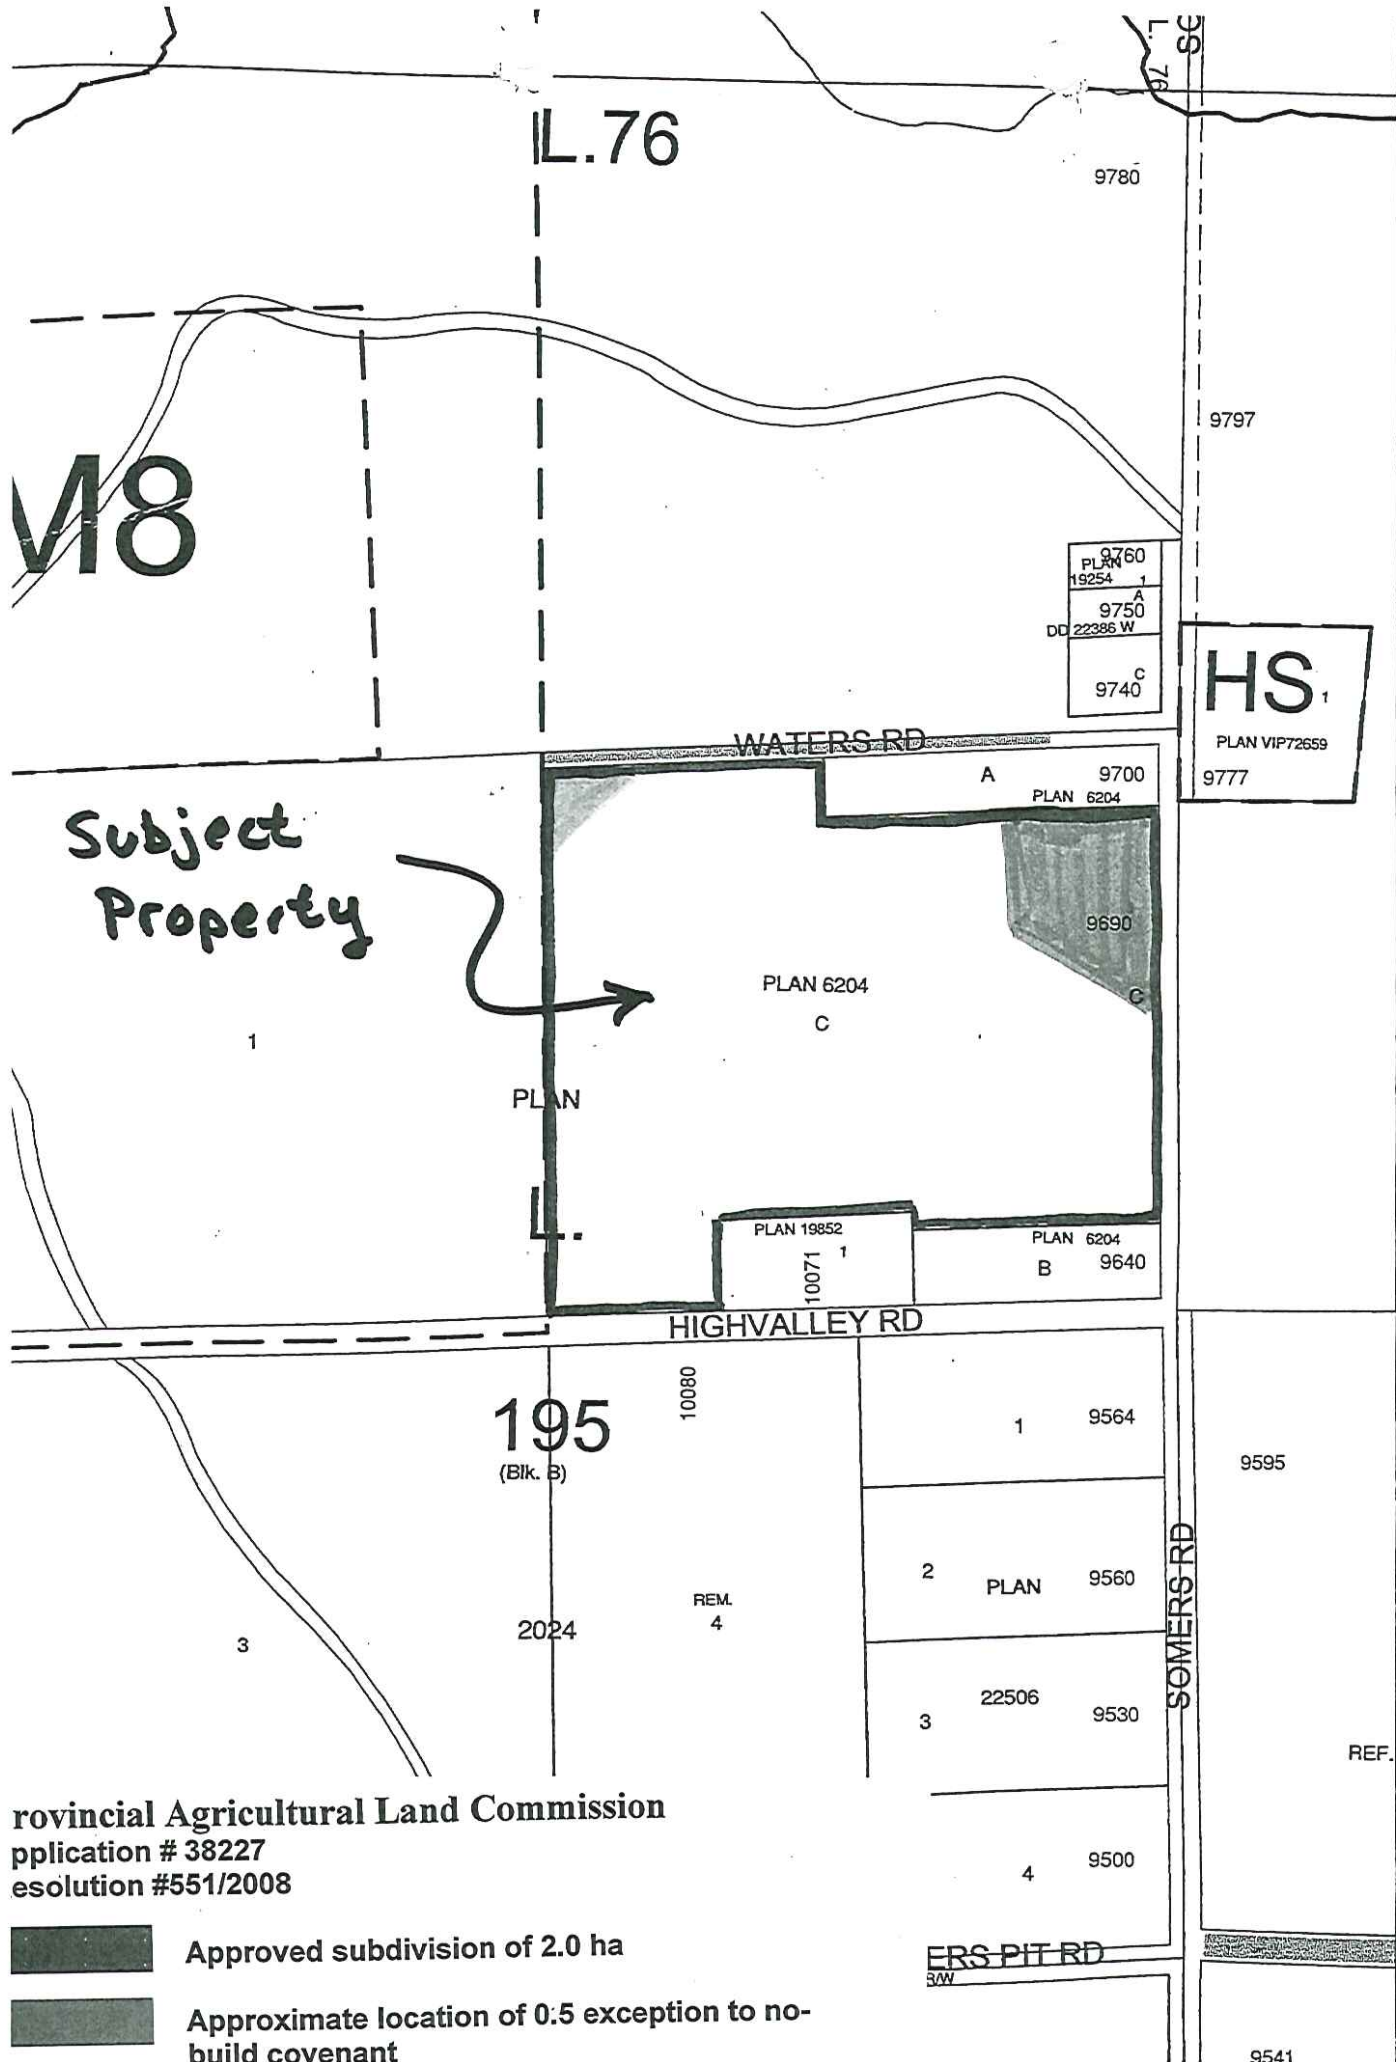 SC
L. 76
L.76
9780
9797
M8
9760
PLAN
19254 1
A
9750
DD 22386 W
C
9740
HS 1
PLAN VIP72659
9777
WATERS RD
A 9700
PLAN 6204
Subject
Property
9690
C
PLAN 6204
C
1
PLAN
L.
PLAN 19852
1
10071
PLAN 6204
B 9640
HIGHVALLEY RD
10080
195
(Blk. B)
1 9564
9595
2 PLAN 9560
SOMERS RD
REM.
4
2024
3
22506
3 9530
REF.
rovincial Agricultural Land Commission
pplication # 38227
esolution #551/2008
4 9500
Approved subdivision of 2.0 ha
ERS PIT RD
R/W
Approximate location of 0.5 exception to no-
build covenant
9541